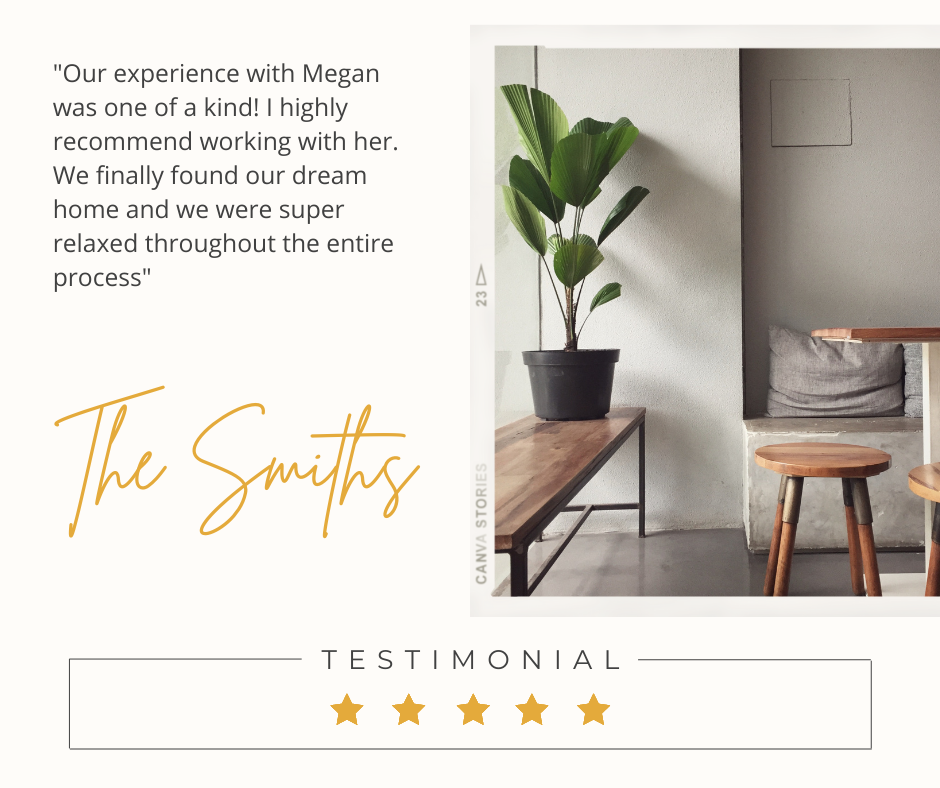 "Our experience with Megan
was one of a kind! I highly
recommend working with her.
We finally found our dream
home and we were super
relaxed throughout the entire
process"
The Smiths
23
CANVA STORIES
TESTIMONIAL